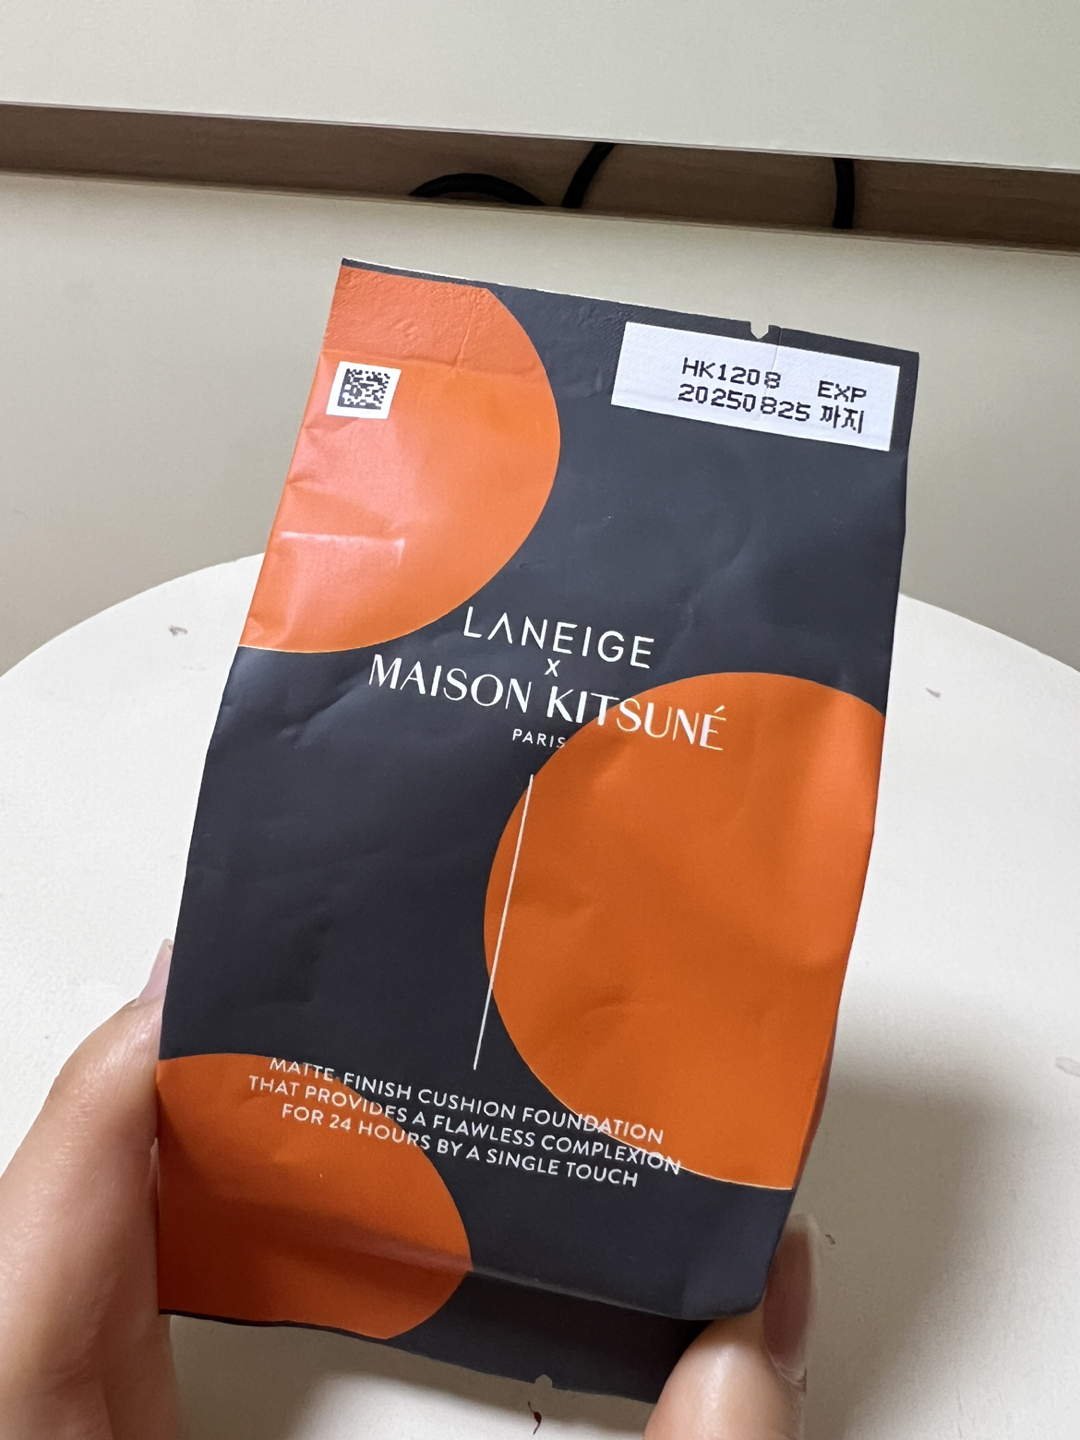 HK1208 EXP
20250825 까지
LANEIGE
x
MAISON KITSUNÉ
PARIS
MATTE FINISH CUSHION FOUNDATION
THAT PROVIDES A FLAWLESS COMPLEXION
FOR 24 HOURS BY A SINGLE TOUCH